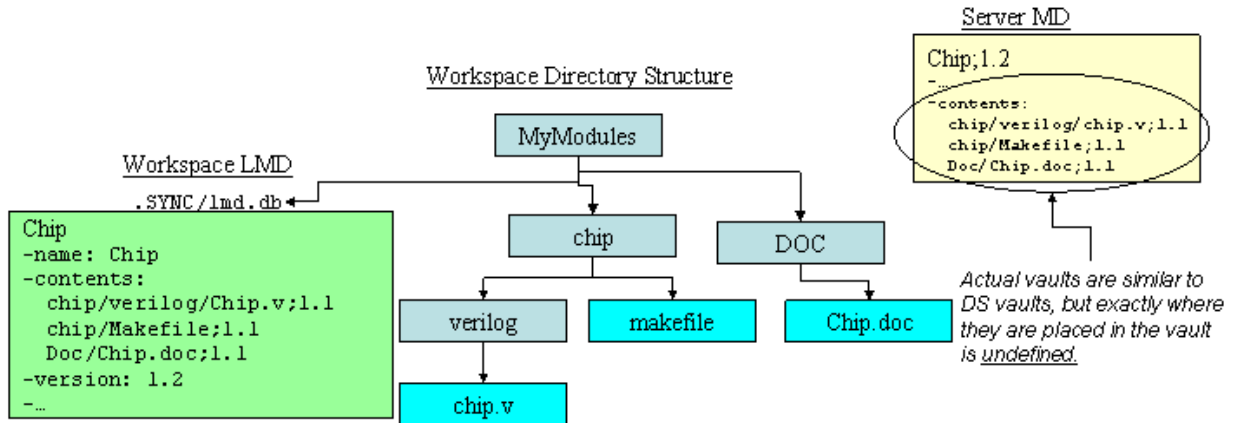 Server MD
Chip;1.2
-...
-contents:
chip/verilog/chip.v;1.1
chip/Makefile;1.1
Doc/Chip.doc;1.1
Workspace Directory Structure
MyModules
Workspace LMD
.SYNC/lmd.db
Chip
-name: Chip
-contents:
chip/verilog/Chip.v;1.1
chip/Makefile;1.1
Doc/Chip.doc;1.1
-version: 1.2
-...
chip
DOC
verilog
makefile
Chip.doc
chip.v
Actual vaults are similar to
DS vaults, but exactly where
they are placed in the vault
is undefined.